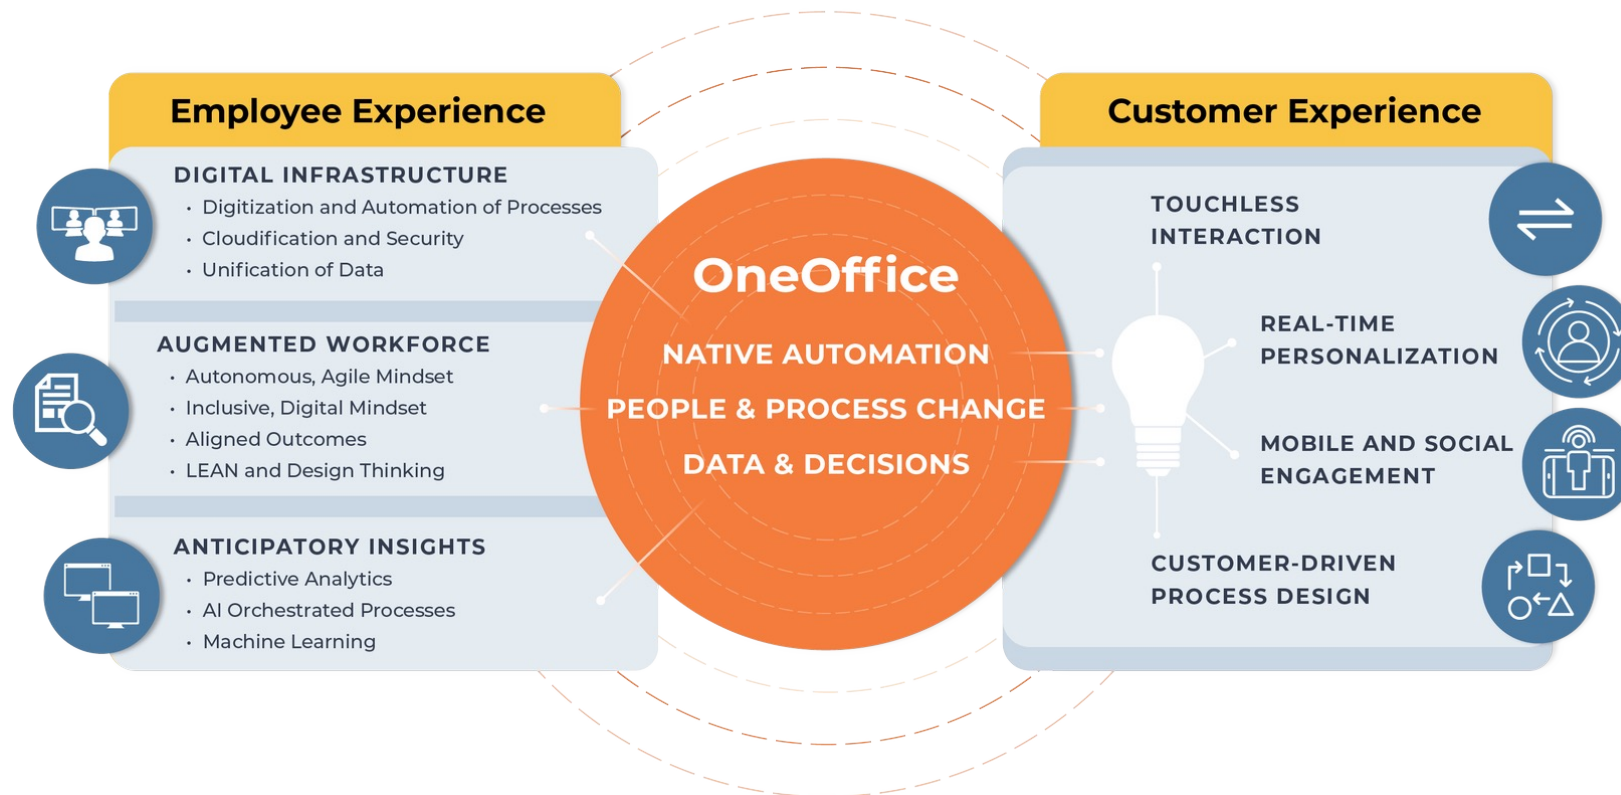 Employee Experience
DIGITAL INFRASTRUCTURE
• Digitization and Automation of Processes
• Cloudification and Security
• Unification of Data
AUGMENTED WORKFORCE
• Autonomous, Agile Mindset
• Inclusive, Digital Mindset
• Aligned Outcomes
• LEAN and Design Thinking
ANTICIPATORY INSIGHTS
• Predictive Analytics
• AI Orchestrated Processes
• Machine Learning
OneOffice
NATIVE AUTOMATION
PEOPLE & PROCESS CHANGE
DATA & DECISIONS
Customer Experience
TOUCHLESS
INTERACTION
REAL-TIME
PERSONALIZATION
MOBILE AND SOCIAL
ENGAGEMENT
CUSTOMER-DRIVEN
PROCESS DESIGN